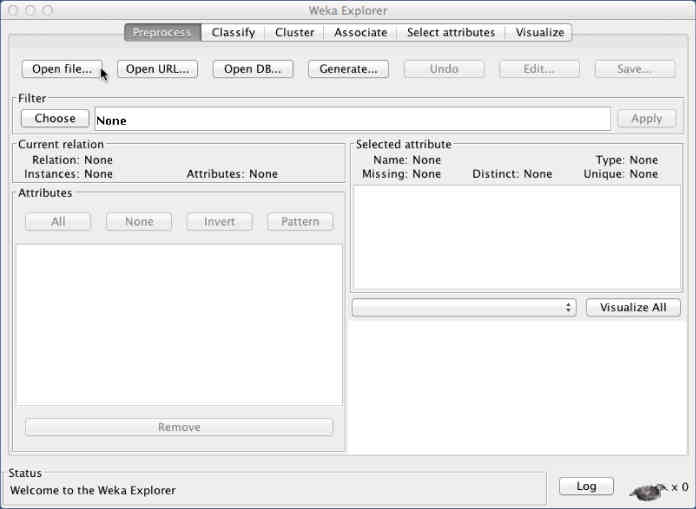 Weka Explorer
Preprocess Classify Cluster Associate Select attributes Visualize
Open file... Open URL... Open DB... Generate... Undo Edit... Save...
Filter
Choose None Apply
Current relation
Relation: None
Instances: None Attributes: None
Attributes
All None Invert Pattern
Remove
Selected attribute
Name: None Type: None
Missing: None Distinct: None Unique: None
Visualize All
Status
Welcome to the Weka Explorer
Log x 0